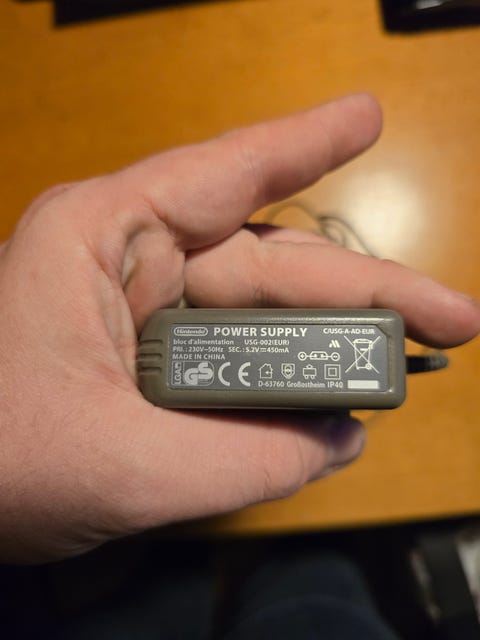 Nintendo POWER SUPPLY C/USG-A-AD-EUR
bloc d'alimentation USG-002(EUR)
PRI.: 230V~50Hz SEC.: 5.2V⎓450mA
MADE IN CHINA
LGA GS CE D-63760 Großostheim IP40